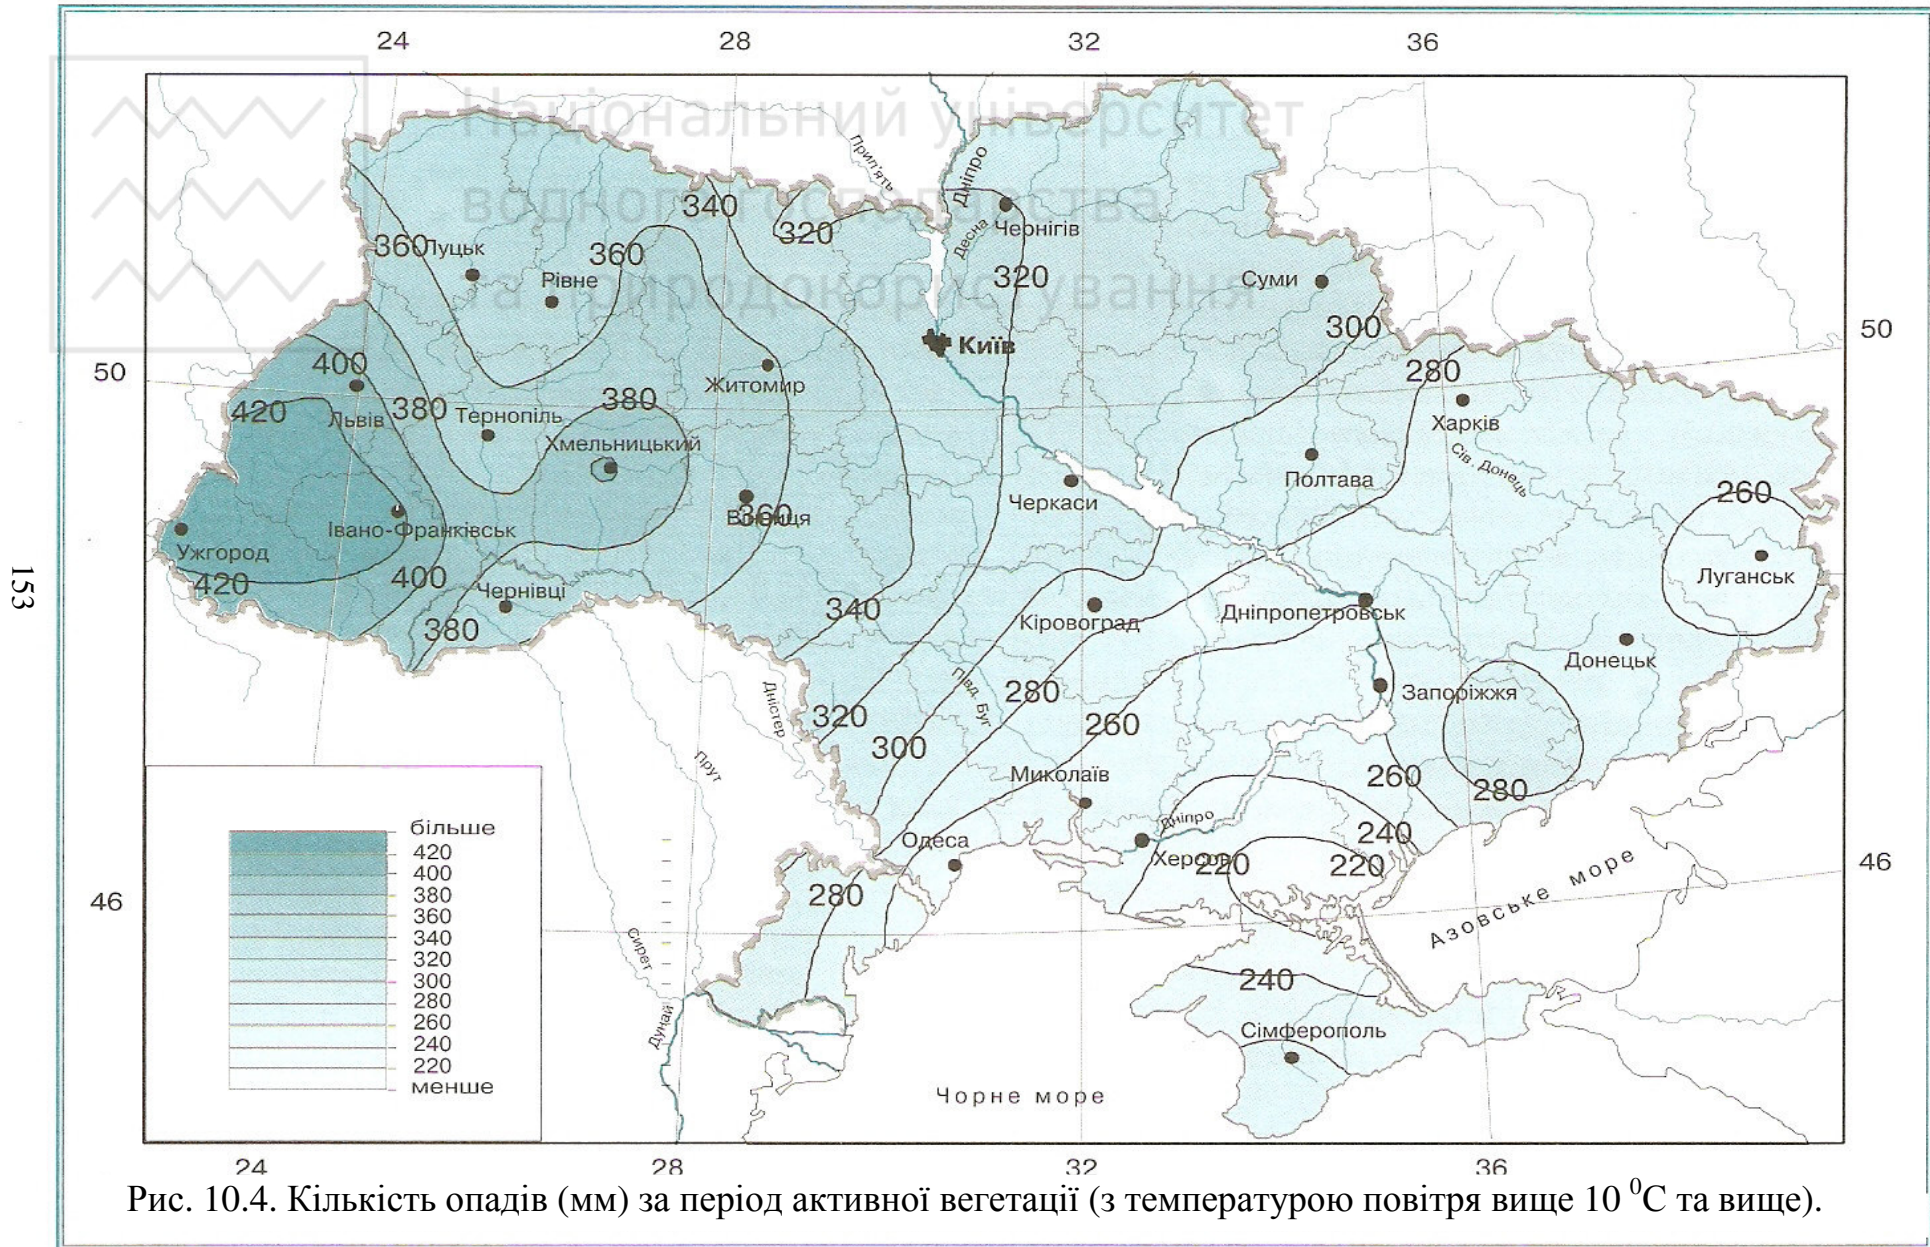 24 28 32 36
Національний університет
водного господарства
та природокористування
Прип'ять
Дніпро
340
320
Десна
Чернігів
360
Луцьк
360
Рівне
320
Суми
300
50
Київ
50
400
280
Житомир
420
Львів
380
Тернопіль
380
Харків
Хмельницький
Сів. Донець
Полтава
Черкаси
260
Вінниця
360
Івано-Франківськ
Ужгород
420
400
Чернівці
Луганськ
340
Кіровоград
Дніпропетровськ
380
Донецьк
Півд. Буг
280
Запоріжжя
Дністер
320
260
300
Прут
Миколаїв
260
280
Дніпро
240
Одеса
Херсон
220
220
46
Азовське море
280
46
Сирет
240
Дунай
Сімферополь
Чорне море
більше
420
400
380
360
340
320
300
280
260
240
220
менше
24 28 32 36
153
Рис. 10.4. Кількість опадів (мм) за період активної вегетації (з температурою повітря вище 10 ⁰С та вище).